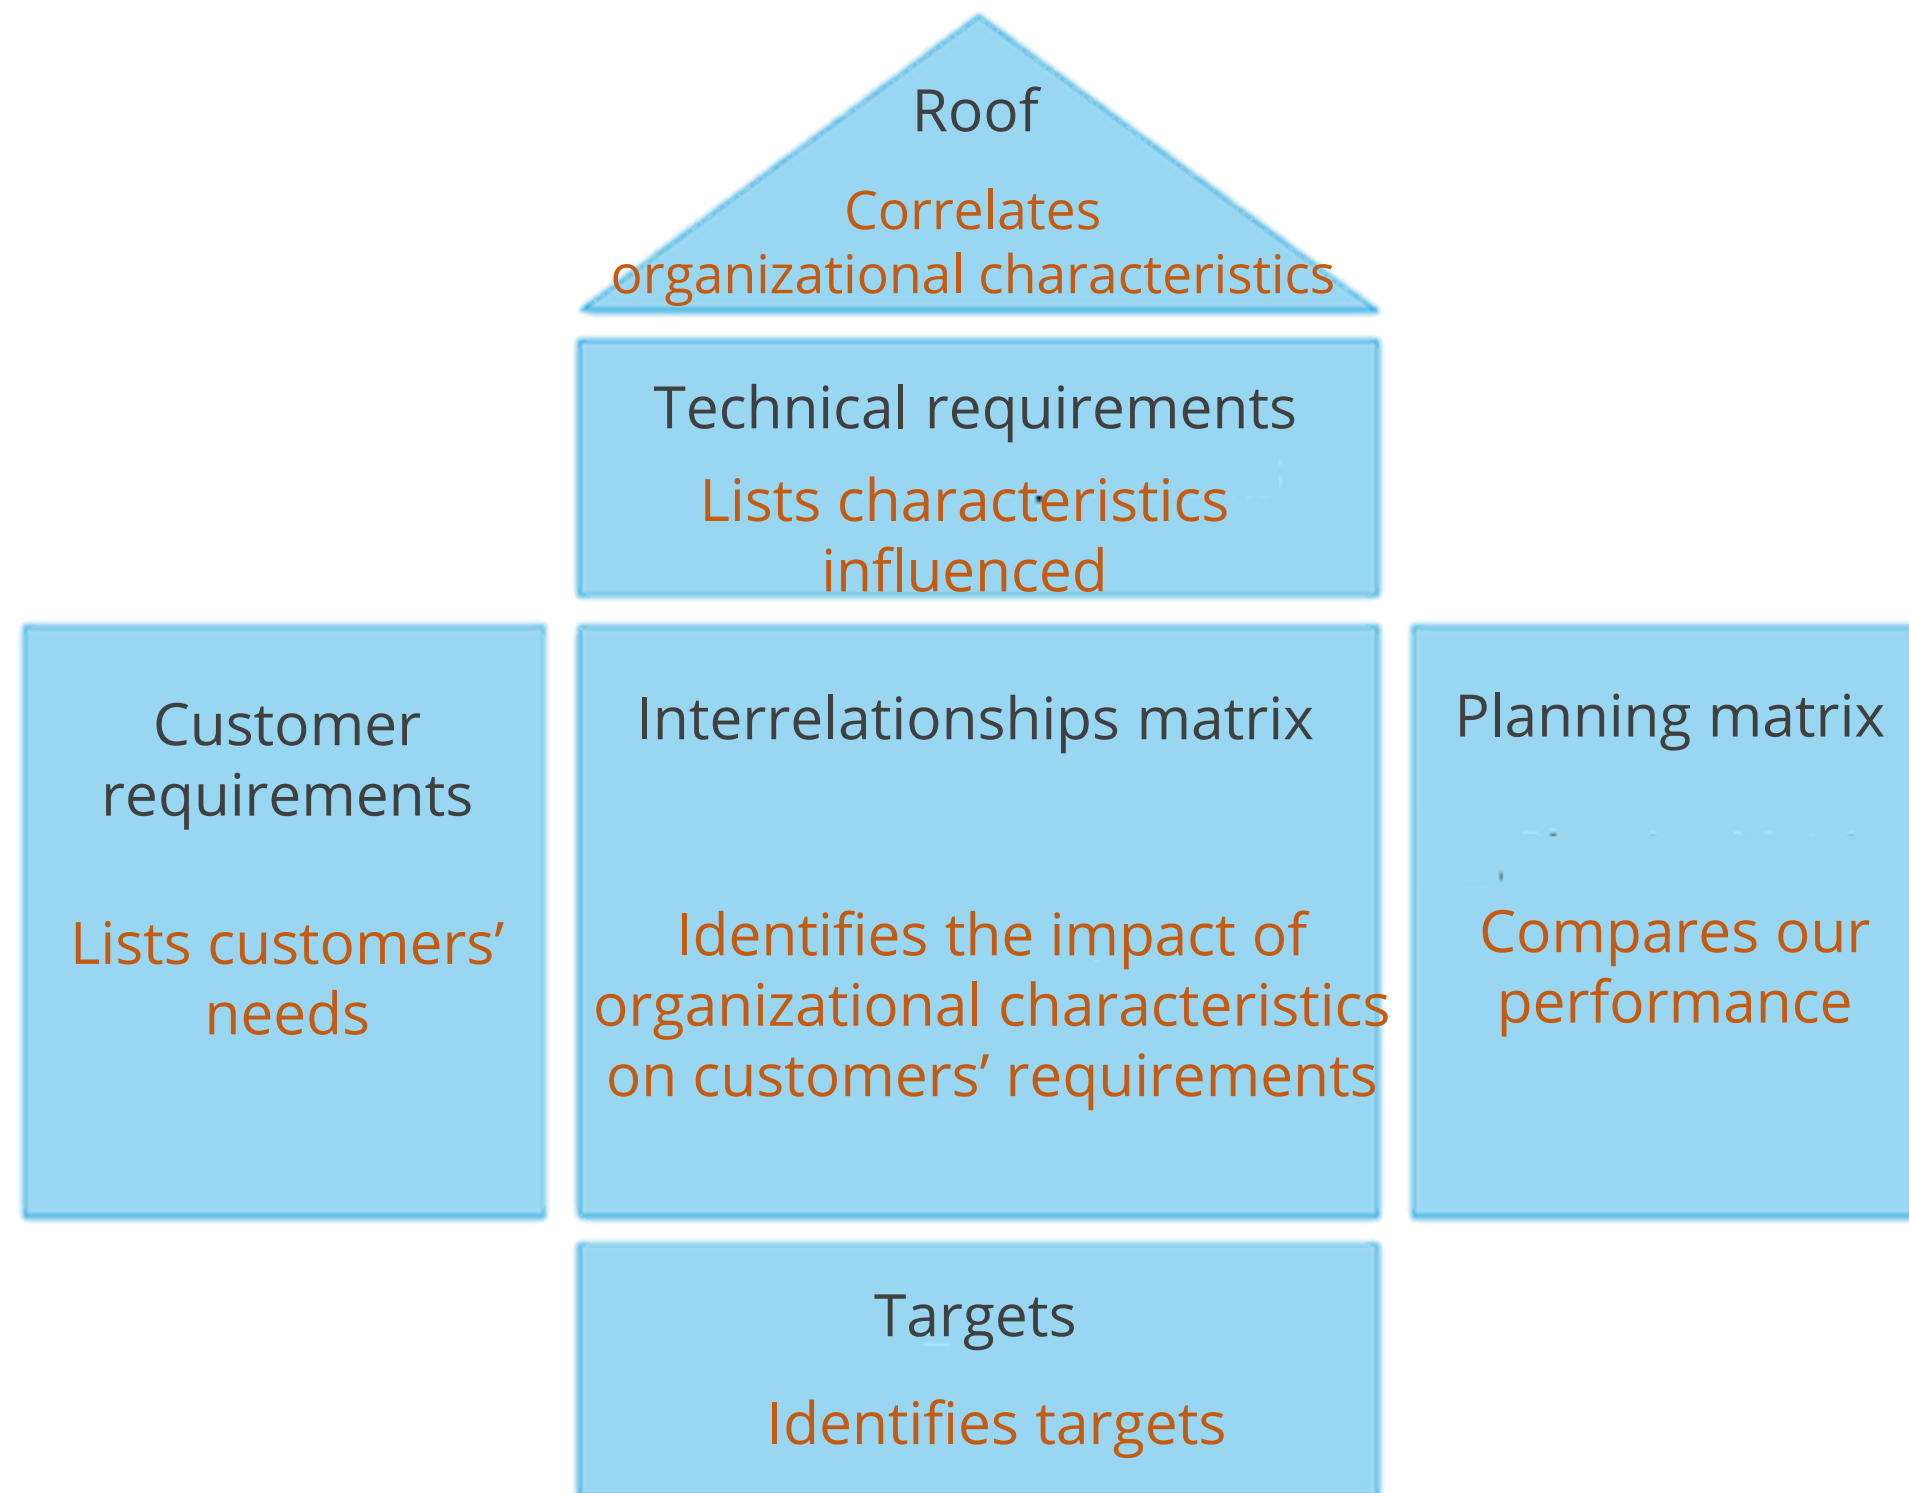 Roof
Correlates
organizational characteristics
Technical requirements
Lists characteristics
influenced
Customer
requirements
Lists customers’
needs
Interrelationships matrix
Identifies the impact of
organizational characteristics
on customers’ requirements
Planning matrix
Compares our
performance
Targets
Identifies targets